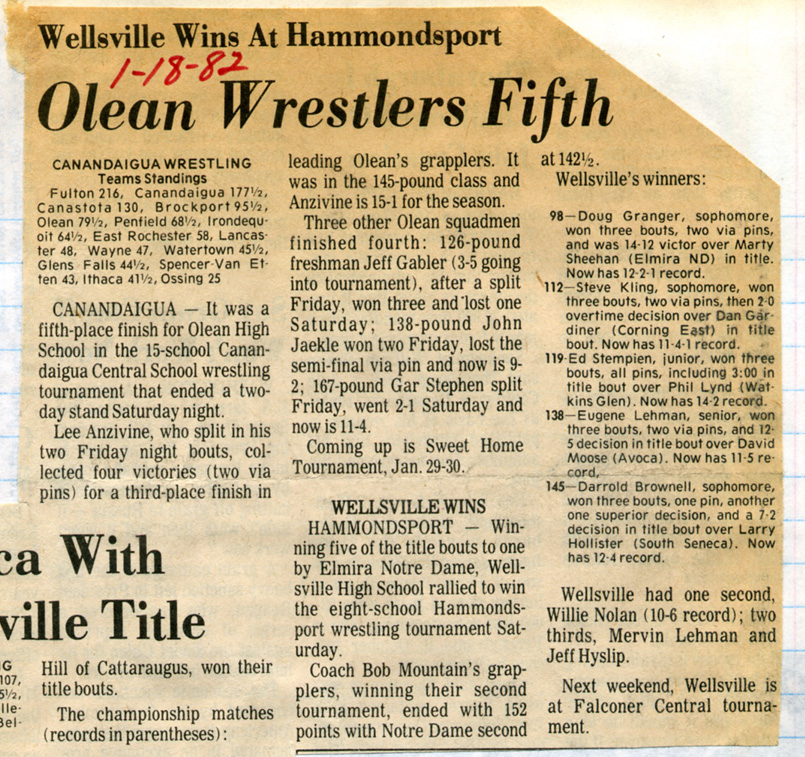 Wellsville Wins At Hammondsport
1-18-82
Olean Wrestlers Fifth
CANANDAIGUA WRESTLING
Teams Standings
Fulton 216, Canandaigua 177½,
Canastota 130, Brockport 95½,
Olean 79½, Penfield 68½, Irondequ-
oit 64½, East Rochester 58, Lancas-
ter 48, Wayne 47, Watertown 45½,
Glens Falls 44½, Spencer-Van Et-
ten 43, Ithaca 41½, Ossing 25
CANANDAIGUA — It was a
fifth-place finish for Olean High
School in the 15-school Canan-
daigua Central School wrestling
tournament that ended a two-
day stand Saturday night.
Lee Anzivine, who split in his
two Friday night bouts, col-
lected four victories (two via
pins) for a third-place finish in
leading Olean's grapplers. It
was in the 145-pound class and
Anzivine is 15-1 for the season.
Three other Olean squadmen
finished fourth: 126-pound
freshman Jeff Gabler (3-5 going
into tournament), after a split
Friday, won three and lost one
Saturday; 138-pound John
Jaekle won two Friday, lost the
semi-final via pin and now is 9-
2; 167-pound Gar Stephen split
Friday, went 2-1 Saturday and
now is 11-4.
Coming up is Sweet Home
Tournament, Jan. 29-30.
WELLSVILLE WINS
HAMMONDSPORT — Win-
ning five of the title bouts to one
by Elmira Notre Dame, Well-
sville High School rallied to win
the eight-school Hammonds-
port wrestling tournament Sat-
urday.
Coach Bob Mountain's grap-
plers, winning their second
tournament, ended with 152
points with Notre Dame second
at 142½.
Wellsville's winners:
98—Doug Granger, sophomore,
won three bouts, two via pins,
and was 14-12 victor over Marty
Sheehan (Elmira ND) in title.
Now has 12-2-1 record.
112—Steve Kling, sophomore, won
three bouts, two via pins, then 2-0
overtime decision over Dan Gar-
diner (Corning East) in title
bout. Now has 11-4-1 record.
119-Ed Stempien, junior, won three
bouts, all pins, including 3:00 in
title bout over Phil Lynd (Wat-
kins Glen). Now has 14-2 record.
138—Eugene Lehman, senior, won
three bouts, two via pins, and 12-
5 decision in title bout over David
Moose (Avoca). Now has 11-5 re-
cord,
145—Darrold Brownell, sophomore,
won three bouts, one pin, another
one superior decision, and a 7-2
decision in title bout over Larry
Hollister (South Seneca). Now
has 12-4 record.
Wellsville had one second,
Willie Nolan (10-6 record); two
thirds, Mervin Lehman and
Jeff Hyslip.
Next weekend, Wellsville is
at Falconer Central tourna-
ment.
ca With
ville Title
G
107,
5½,
lle-
Bel-
Hill of Cattaraugus, won their
title bouts.
The championship matches
(records in parentheses):